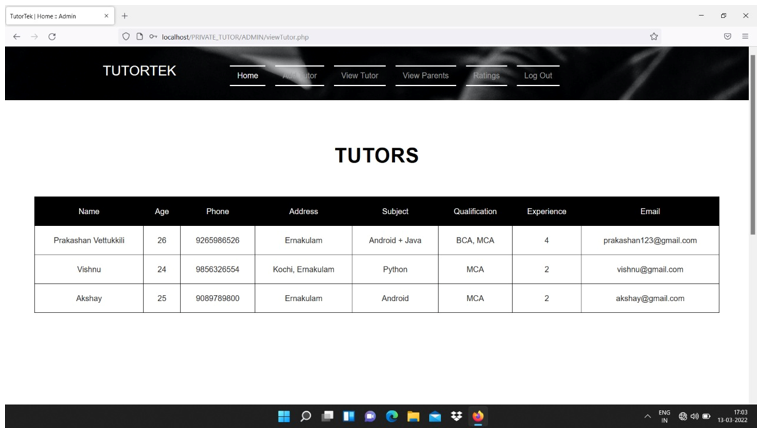 TutorTek | Home :: Admin
localhost/PRIVATE_TUTOR/ADMIN/viewTutor.php
TUTORTEK Home Add Tutor View Tutor View Parents Ratings Log Out
TUTORS
Name Age Phone Address Subject Qualification Experience Email
Prakashan Vettukkili 26 9265986526 Ernakulam Android + Java BCA, MCA 4 prakashan123@gmail.com
Vishnu 24 9856326554 Kochi, Ernakulam Python MCA 2 vishnu@gmail.com
Akshay 25 9089789800 Ernakulam Android MCA 2 akshay@gmail.com
ENG 17:03
IN 13-03-2022